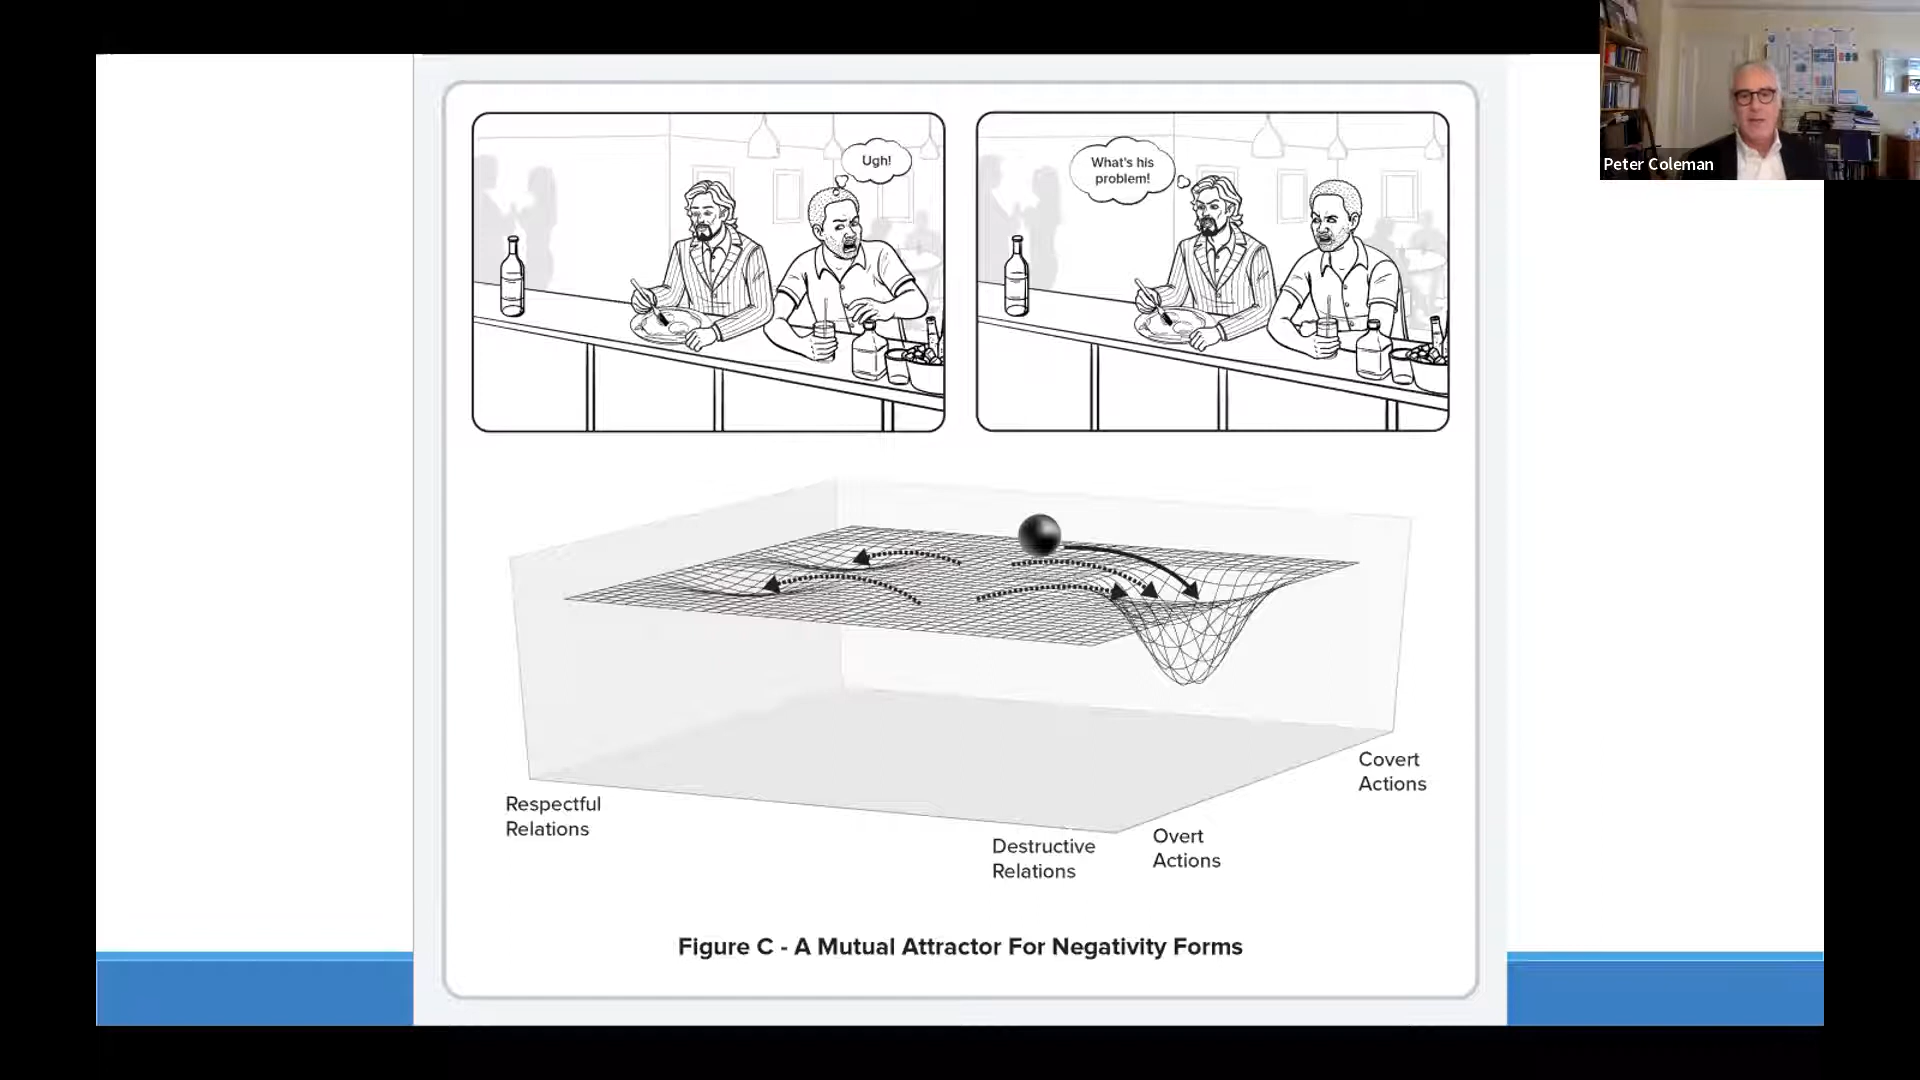 Ugh!
What's his
problem!
Peter Coleman
Respectful
Relations
Destructive
Relations
Overt
Actions
Covert
Actions
Figure C - A Mutual Attractor For Negativity Forms